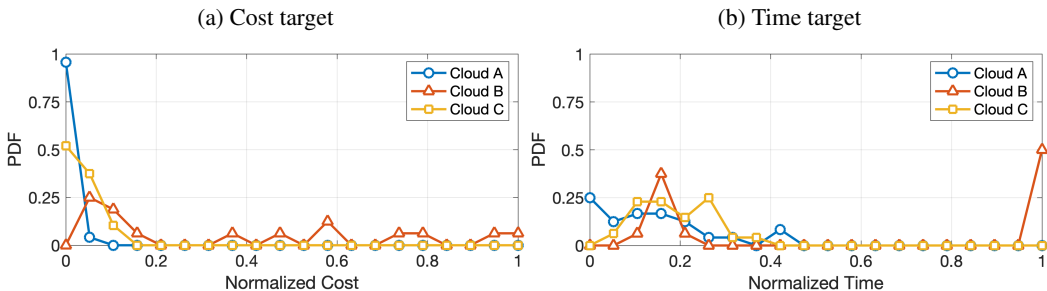 (a) Cost target
1
0.75
0.5
0.25
0
0 0.2 0.4 0.6 0.8 1
PDF
Normalized Cost
Cloud A
Cloud B
Cloud C
(b) Time target
1
0.75
0.5
0.25
0
0 0.2 0.4 0.6 0.8 1
PDF
Normalized Time
Cloud A
Cloud B
Cloud C